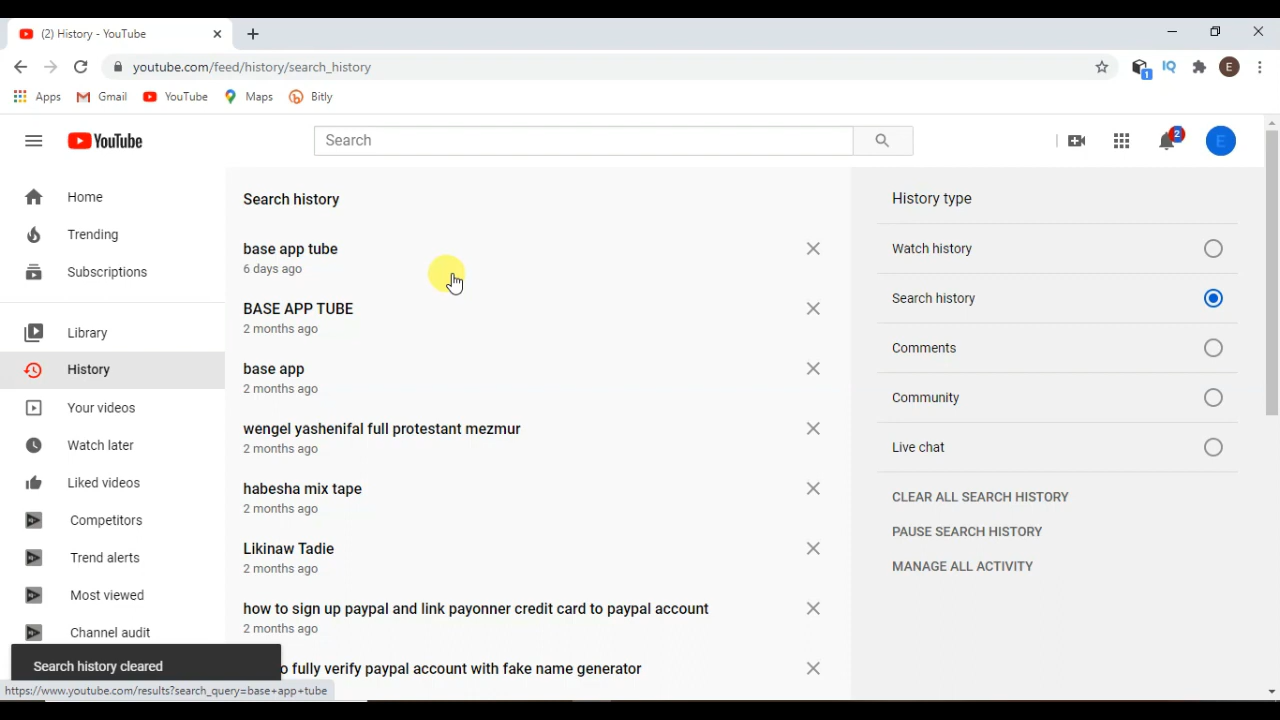 (2) History - YouTube
youtube.com/feed/history/search_history
1
IQ
E
Apps
Gmail
YouTube
Maps
Bitly
YouTube
Search
2
E
Home
Trending
Subscriptions
Library
History
Your videos
Watch later
Liked videos
Competitors
Trend alerts
Most viewed
Channel audit
Search history
base app tube
6 days ago
BASE APP TUBE
2 months ago
base app
2 months ago
wengel yashenifal full protestant mezmur
2 months ago
habesha mix tape
2 months ago
Likinaw Tadie
2 months ago
how to sign up paypal and link payonner credit card to paypal account
2 months ago
o fully verify paypal account with fake name generator
History type
Watch history
Search history
Comments
Community
Live chat
CLEAR ALL SEARCH HISTORY
PAUSE SEARCH HISTORY
MANAGE ALL ACTIVITY
Search history cleared
https://www.youtube.com/results?search_query=base+app+tube